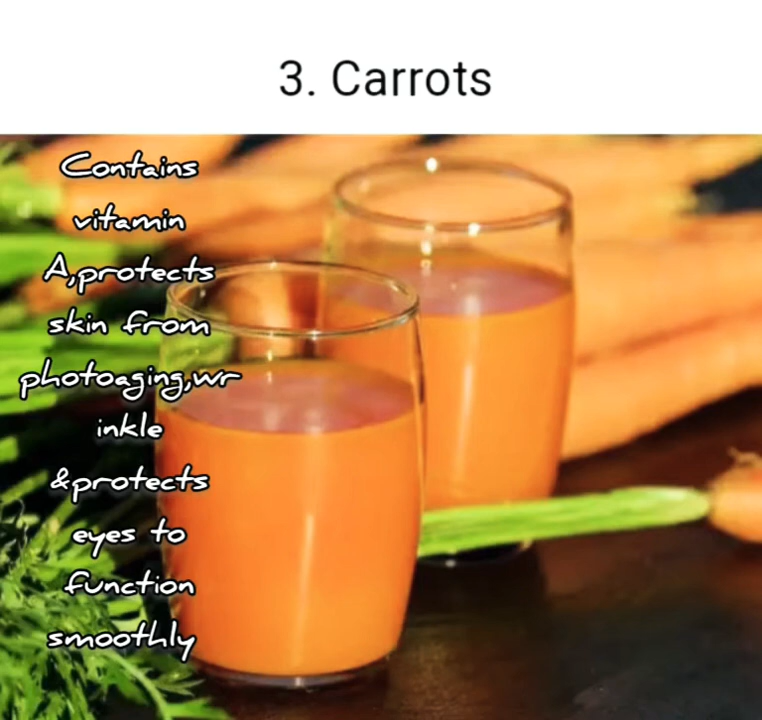 3. Carrots
Contains
vitamin
A,protects
skin from
photoaging,wr
inkle
&protects
eyes to
function
smoothly